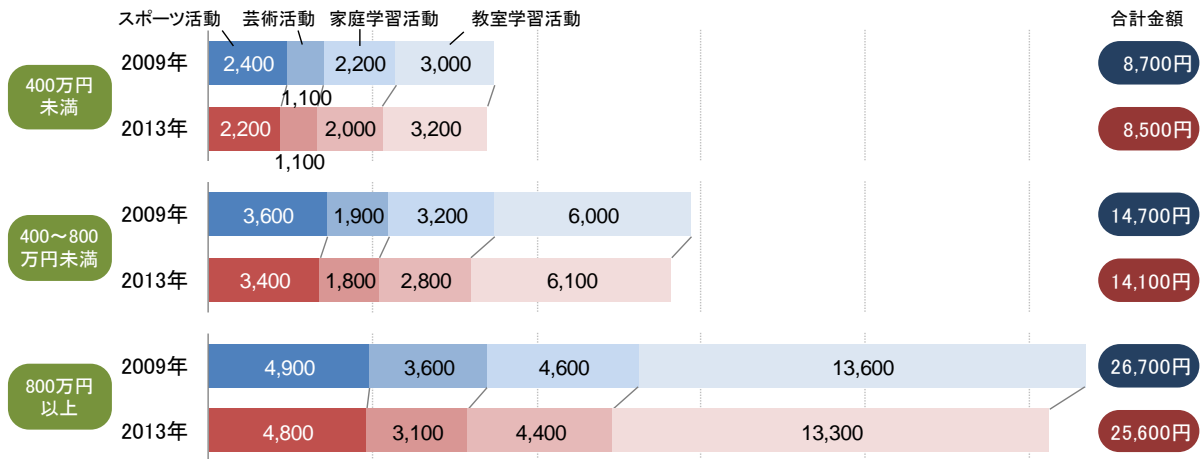 スポーツ活動 芸術活動 家庭学習活動 教室学習活動 合計金額
400万円
未満
2009年 2,400 1,100 2,200 3,000 8,700円
2013年 2,200 1,100 2,000 3,200 8,500円
400～800
万円未満
2009年 3,600 1,900 3,200 6,000 14,700円
2013年 3,400 1,800 2,800 6,100 14,100円
800万円
以上
2009年 4,900 3,600 4,600 13,600 26,700円
2013年 4,800 3,100 4,400 13,300 25,600円